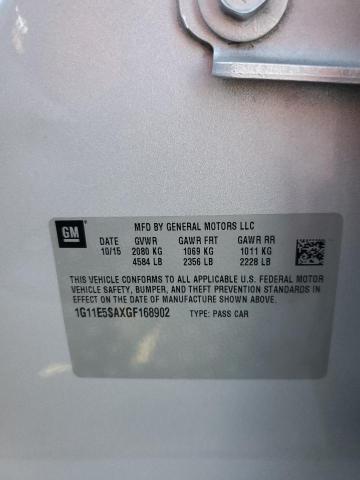 MFD BY GENERAL MOTORS LLC
GM
DATE GVWR GAWR FRT GAWR RR
10/15 2080 KG 1069 KG 1011 KG
4584 LB 2356 LB 2228 LB
THIS VEHICLE CONFORMS TO ALL APPLICABLE U.S. FEDERAL MOTOR
VEHICLE SAFETY, BUMPER, AND THEFT PREVENTION STANDARDS
IN EFFECT ON THE DATE OF MANUFACTURE SHOWN ABOVE.
1G11E5SAXGF168902 TYPE: PASS CAR